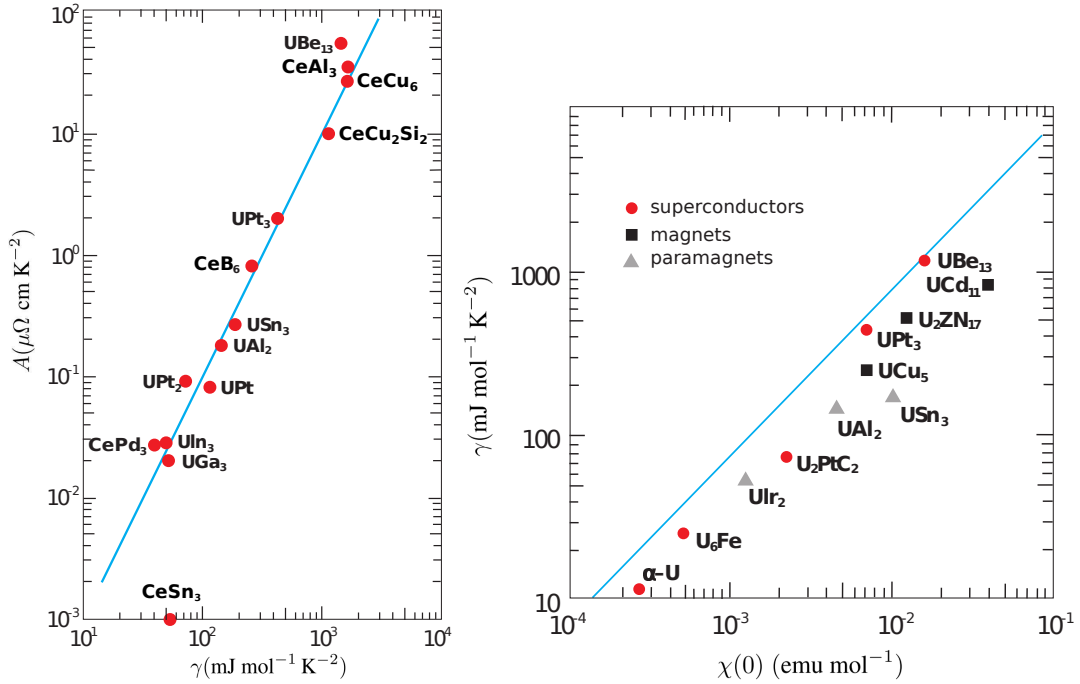 A(μΩ cm K⁻²)
10²
10¹
10⁰
10⁻¹
10⁻²
10⁻³
UBe₁₃
CeAl₃
CeCu₆
CeCu₂Si₂
UPt₃
CeB₆
USn₃
UAl₂
UPt₂
UPt
CePd₃
UIn₃
UGa₃
CeSn₃
10¹ 10² 10³ 10⁴
γ(mJ mol⁻¹ K⁻²)
γ(mJ mol⁻¹ K⁻²)
1000
100
10
superconductors
magnets
paramagnets
UBe₁₃
UCd₁₁
U₂ZN₁₇
UPt₃
UCu₅
USn₃
UAl₂
U₂PtC₂
UIr₂
U₆Fe
α–U
10⁻⁴ 10⁻³ 10⁻² 10⁻¹
χ(0) (emu mol⁻¹)